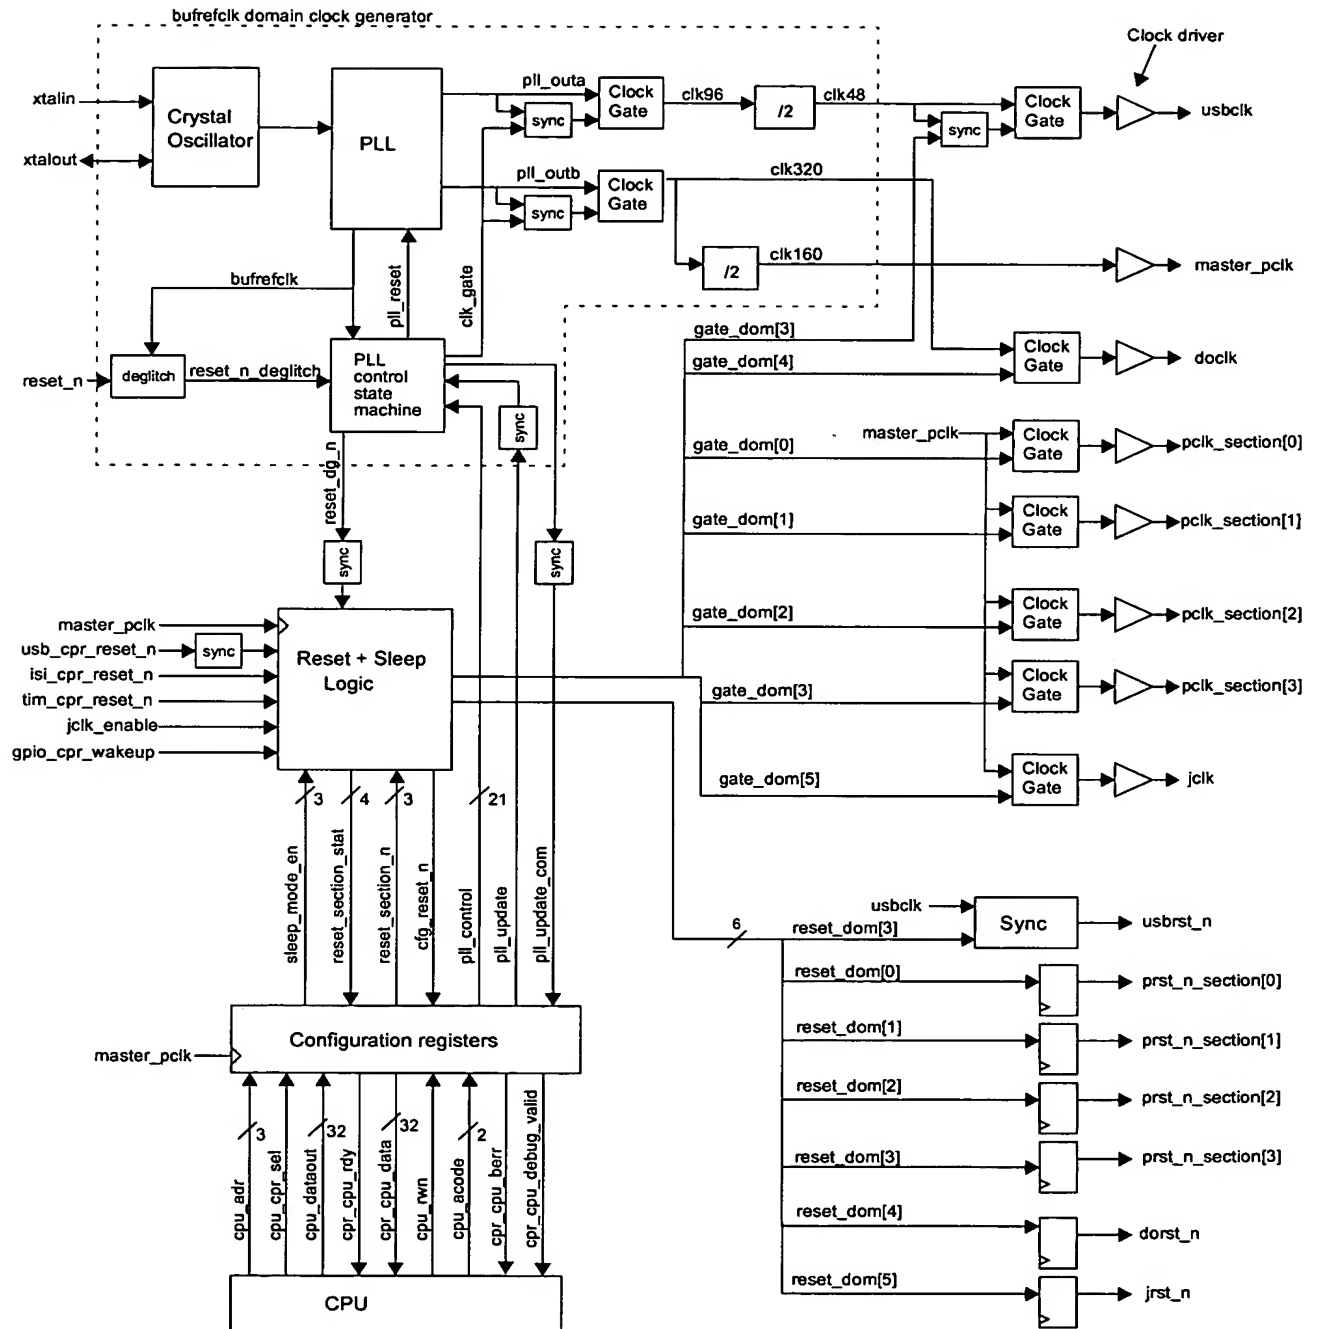 bufrefclk domain clock generator
Clock driver
xtalin
xtalout
Crystal
Oscillator
PLL
pll_outa
sync
Clock
Gate
clk96
/2
clk48
sync
Clock
Gate
usbclk
pll_outb
sync
Clock
Gate
clk320
/2
clk160
master_pclk
bufrefclk
pll_reset
clk_gate
reset_n
deglitch
reset_n_deglitch
PLL
control
state
machine
sync
gate_dom[3]
gate_dom[4]
Clock
Gate
doclk
reset_dg_n
sync
sync
master_pclk
gate_dom[0]
Clock
Gate
pclk_section[0]
gate_dom[1]
Clock
Gate
pclk_section[1]
gate_dom[2]
Clock
Gate
pclk_section[2]
gate_dom[3]
Clock
Gate
pclk_section[3]
gate_dom[5]
Clock
Gate
jclk
master_pclk
usb_cpr_reset_n
sync
isi_cpr_reset_n
tim_cpr_reset_n
jclk_enable
gpio_cpr_wakeup
Reset + Sleep
Logic
3
4
3
21
sleep_mode_en
reset_section_stat
reset_section_n
cfg_reset_n
pll_control
pll_update
pll_update_com
6
usbclk
reset_dom[3]
Sync
usbrst_n
reset_dom[0]
prst_n_section[0]
reset_dom[1]
prst_n_section[1]
reset_dom[2]
prst_n_section[2]
reset_dom[3]
prst_n_section[3]
reset_dom[4]
dorst_n
reset_dom[5]
jrst_n
master_pclk
Configuration registers
3
32
32
2
cpu_adr
cpu_cpr_sel
cpu_dataout
cpr_cpu_rdy
cpr_cpu_data
cpu_rwn
cpu_acode
cpr_cpu_berr
cpr_cpu_debug_valid
CPU